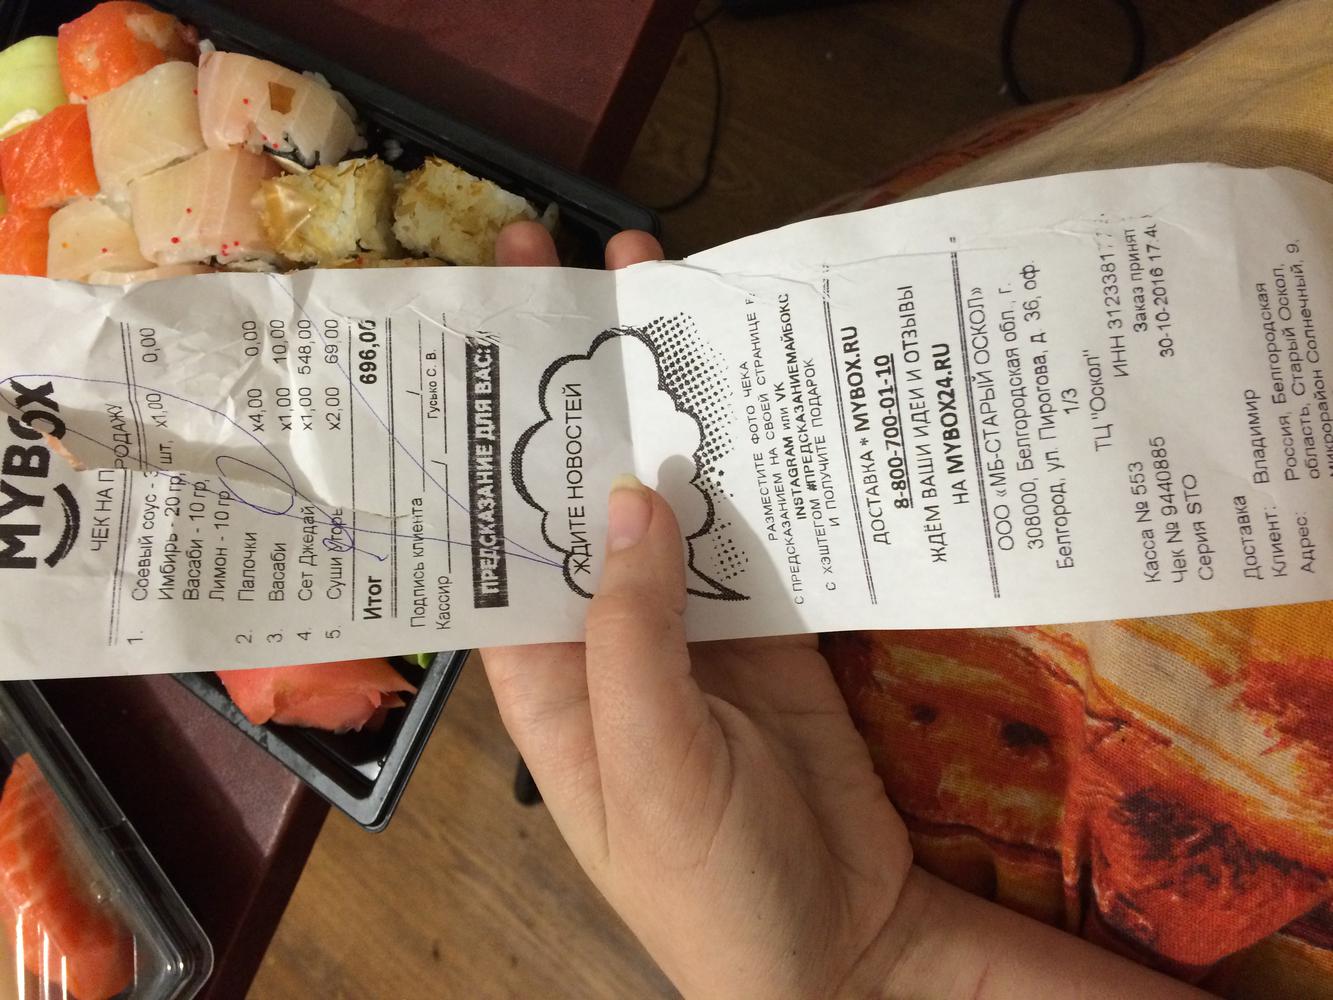 MYBOX
ЧЕК НА ПРОДАЖУ
1. Соевый соус - x1,00 0,00
Имбирь - 20 гр, шт,
Васаби - 10 гр,
Лимон - 10 гр
2. Палочки x4,00 0,00
3. Васаби x1,00 10,00
4. Сет Джедай x1,00 548,00
5. Суши Угорь x2,00 69,00
Итог 696,00
Подпись клиента / /
Кассир / Гусько С. В.
ПРЕДСКАЗАНИЕ ДЛЯ ВАС:
ЖДИТЕ НОВОСТЕЙ
РАЗМЕСТИТЕ ФОТО ЧЕКА
С ПРЕДСКАЗАНИЕМ НА СВОЕЙ СТРАНИЦЕ
INSTAGRAM ИЛИ VK
С ХЭШТЕГОМ #ПРЕДСКАЗАНИЕМАЙБОКС
И ПОЛУЧИТЕ ПОДАРОК
ДОСТАВКА * MYBOX.RU
8-800-700-01-10
ЖДЁМ ВАШИ ИДЕИ И ОТЗЫВЫ
НА MYBOX24.RU
ООО «МБ-СТАРЫЙ ОСКОЛ»
308000, Белгородская обл., г.
Белгород, ул. Пирогова, д. 36, оф.
1/3
ТЦ "Оскол"
ИНН 31233817
Касса № 553 Заказ принят
Чек № 9440885 30-10-2016 17:4
Серия STO
Доставка
Клиент: Владимир
Адрес: Россия, Белгородская
область, Старый Оскол,
микрорайон Солнечный, 9.